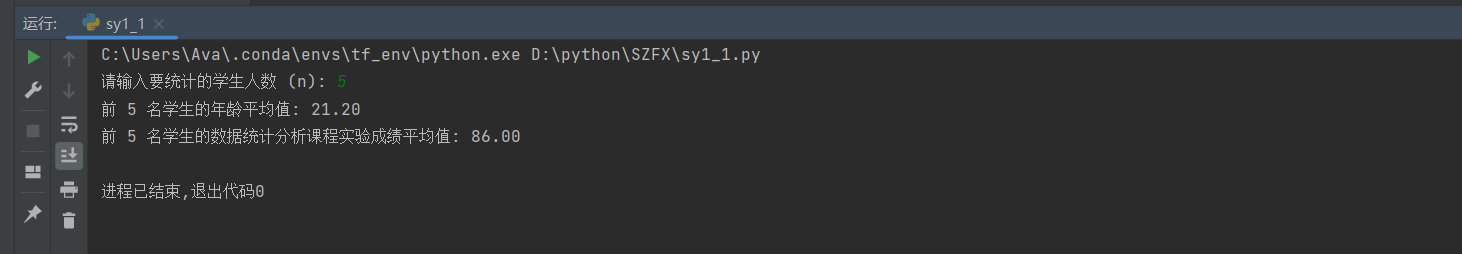 运行: sy1_1
C:\Users\Ava\.conda\envs\tf_env\python.exe D:\python\SZFX\sy1_1.py
请输入要统计的学生人数 (n): 5
前 5 名学生的年龄平均值: 21.20
前 5 名学生的数据统计分析课程实验成绩平均值: 86.00
进程已结束,退出代码0